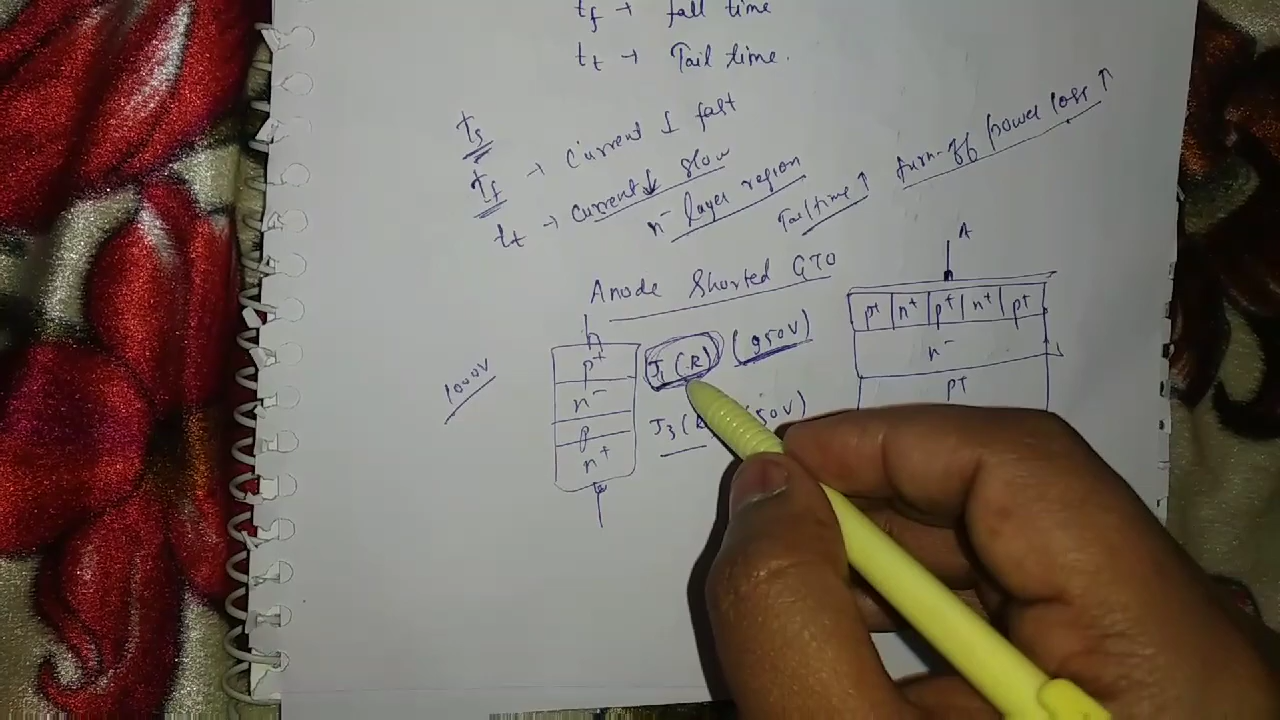 tf → fall time
tt → Tail time.
ts
tf → Current ↓ fast
tt → Current↓ slow
n⁻ layer region
Tail time ↑
turn-off power loss ↑
Anode Shorted GTO
A
1000V
p⁺
n⁻
p
n⁺
J₁ (R) (950V)
J₃ (R
50V)
p⁺ n⁺ p⁺ n⁺ p⁺
n⁻
p⁺